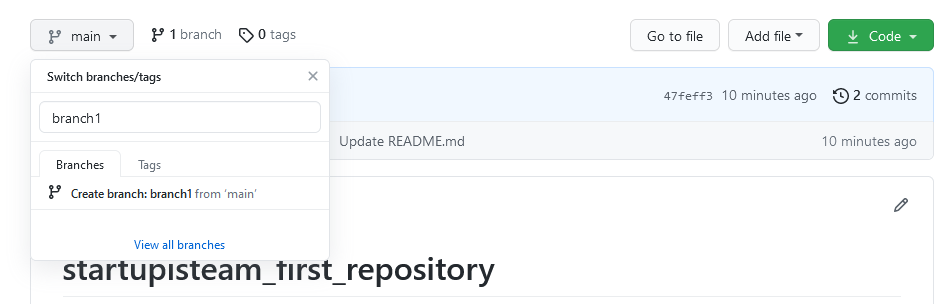 main 1 branch 0 tags Go to file Add file Code
Switch branches/tags
47feff3 10 minutes ago 2 commits
branch1
Update README.md 10 minutes ago
Branches Tags
Create branch: branch1 from ‘main’
View all branches
startupisteam_first_repository